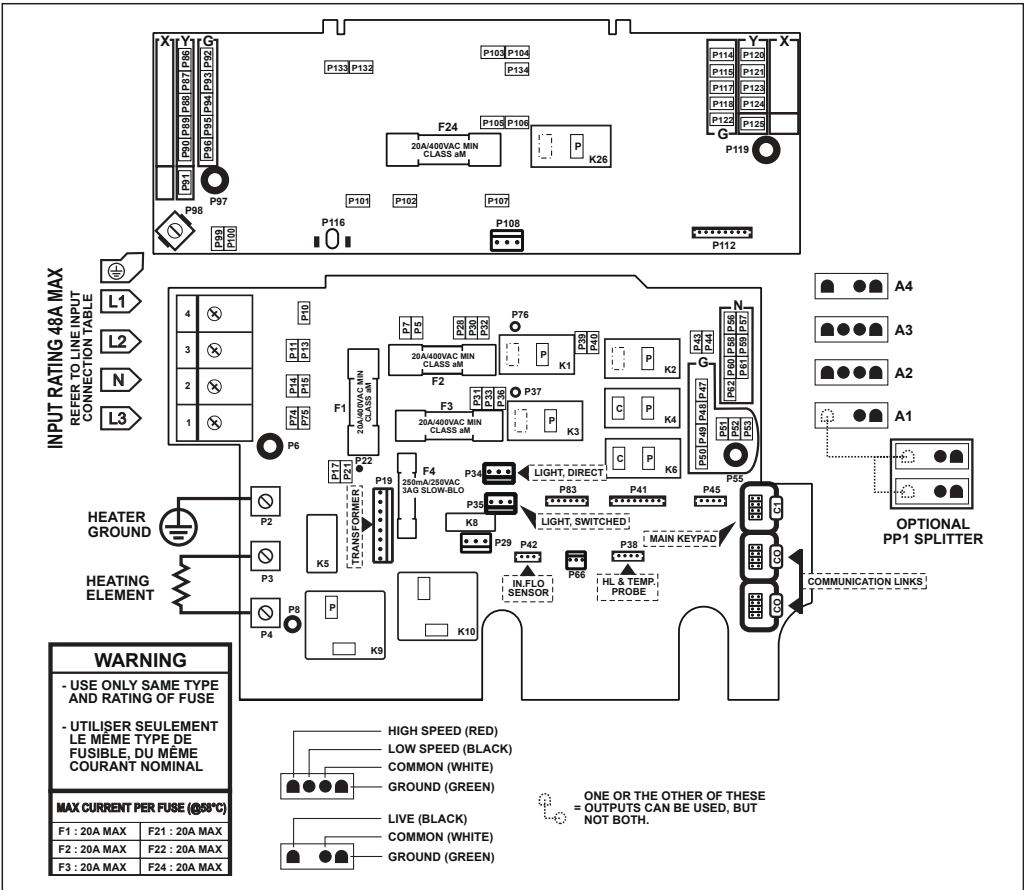 X Y G
P86
P87
P88
P89
P90
P91
P92
P93
P94
P95
P96
P97
P98
P99
P100
P133 P132
P103 P104
P134
P105 P106
F24
20A/400VAC MIN
CLASS aM
P
K26
P101
P102
P107
P116
P108
P112
Y X
P114 P120
P115 P121
P117 P123
P118 P124
P122 P125
G
P119
INPUT RATING 48A MAX
REFER TO LINE INPUT
CONNECTION TABLE
L1
L2
N
L3
4
3
2
1
P10
P11 P13
P14 P15
P74 P75
P6
P17 P21
P22
F1
20A/400VAC MIN
CLASS aM
P7 P5
P28 P30 P32
20A/400VAC MIN
CLASS aM
F2
P31 P33 P36
F3
20A/400VAC MIN
CLASS aM
P76
P
K1
P39 P40
P37
P
K3
P
K2
C P
K4
C P
K6
P43 P44
G
P47
P48
P49
P50
N
P56 P57
P58 P59
P60 P61
P62
P51 P52 P53
P55
F4
250mA/250VAC
3AG SLOW-BLO
P19
TRANSFORMER
P34
LIGHT, DIRECT
P35
LIGHT, SWITCHED
K8
P29
P83
P41
P45
MAIN KEYPAD
P42
IN.FLO
SENSOR
P66
P38
HL & TEMP.
PROBE
C1
CO
CO
COMMUNICATION LINKS
HEATER
GROUND
P2
HEATING
ELEMENT
P3
P4
P8
K5
P
K9
K10
A4
A3
A2
A1
OPTIONAL
PP1 SPLITTER
WARNING
- USE ONLY SAME TYPE
AND RATING OF FUSE
- UTILISER SEULEMENT
LE MÊME TYPE DE
FUSIBLE, DU MÊME
COURANT NOMINAL
MAX CURRENT PER FUSE (@58°C)
F1 : 20A MAX F21 : 20A MAX
F2 : 20A MAX F22 : 20A MAX
F3 : 20A MAX F24 : 20A MAX
HIGH SPEED (RED)
LOW SPEED (BLACK)
COMMON (WHITE)
GROUND (GREEN)
LIVE (BLACK)
COMMON (WHITE)
GROUND (GREEN)
ONE OR THE OTHER OF THESE
= OUTPUTS CAN BE USED, BUT
NOT BOTH.